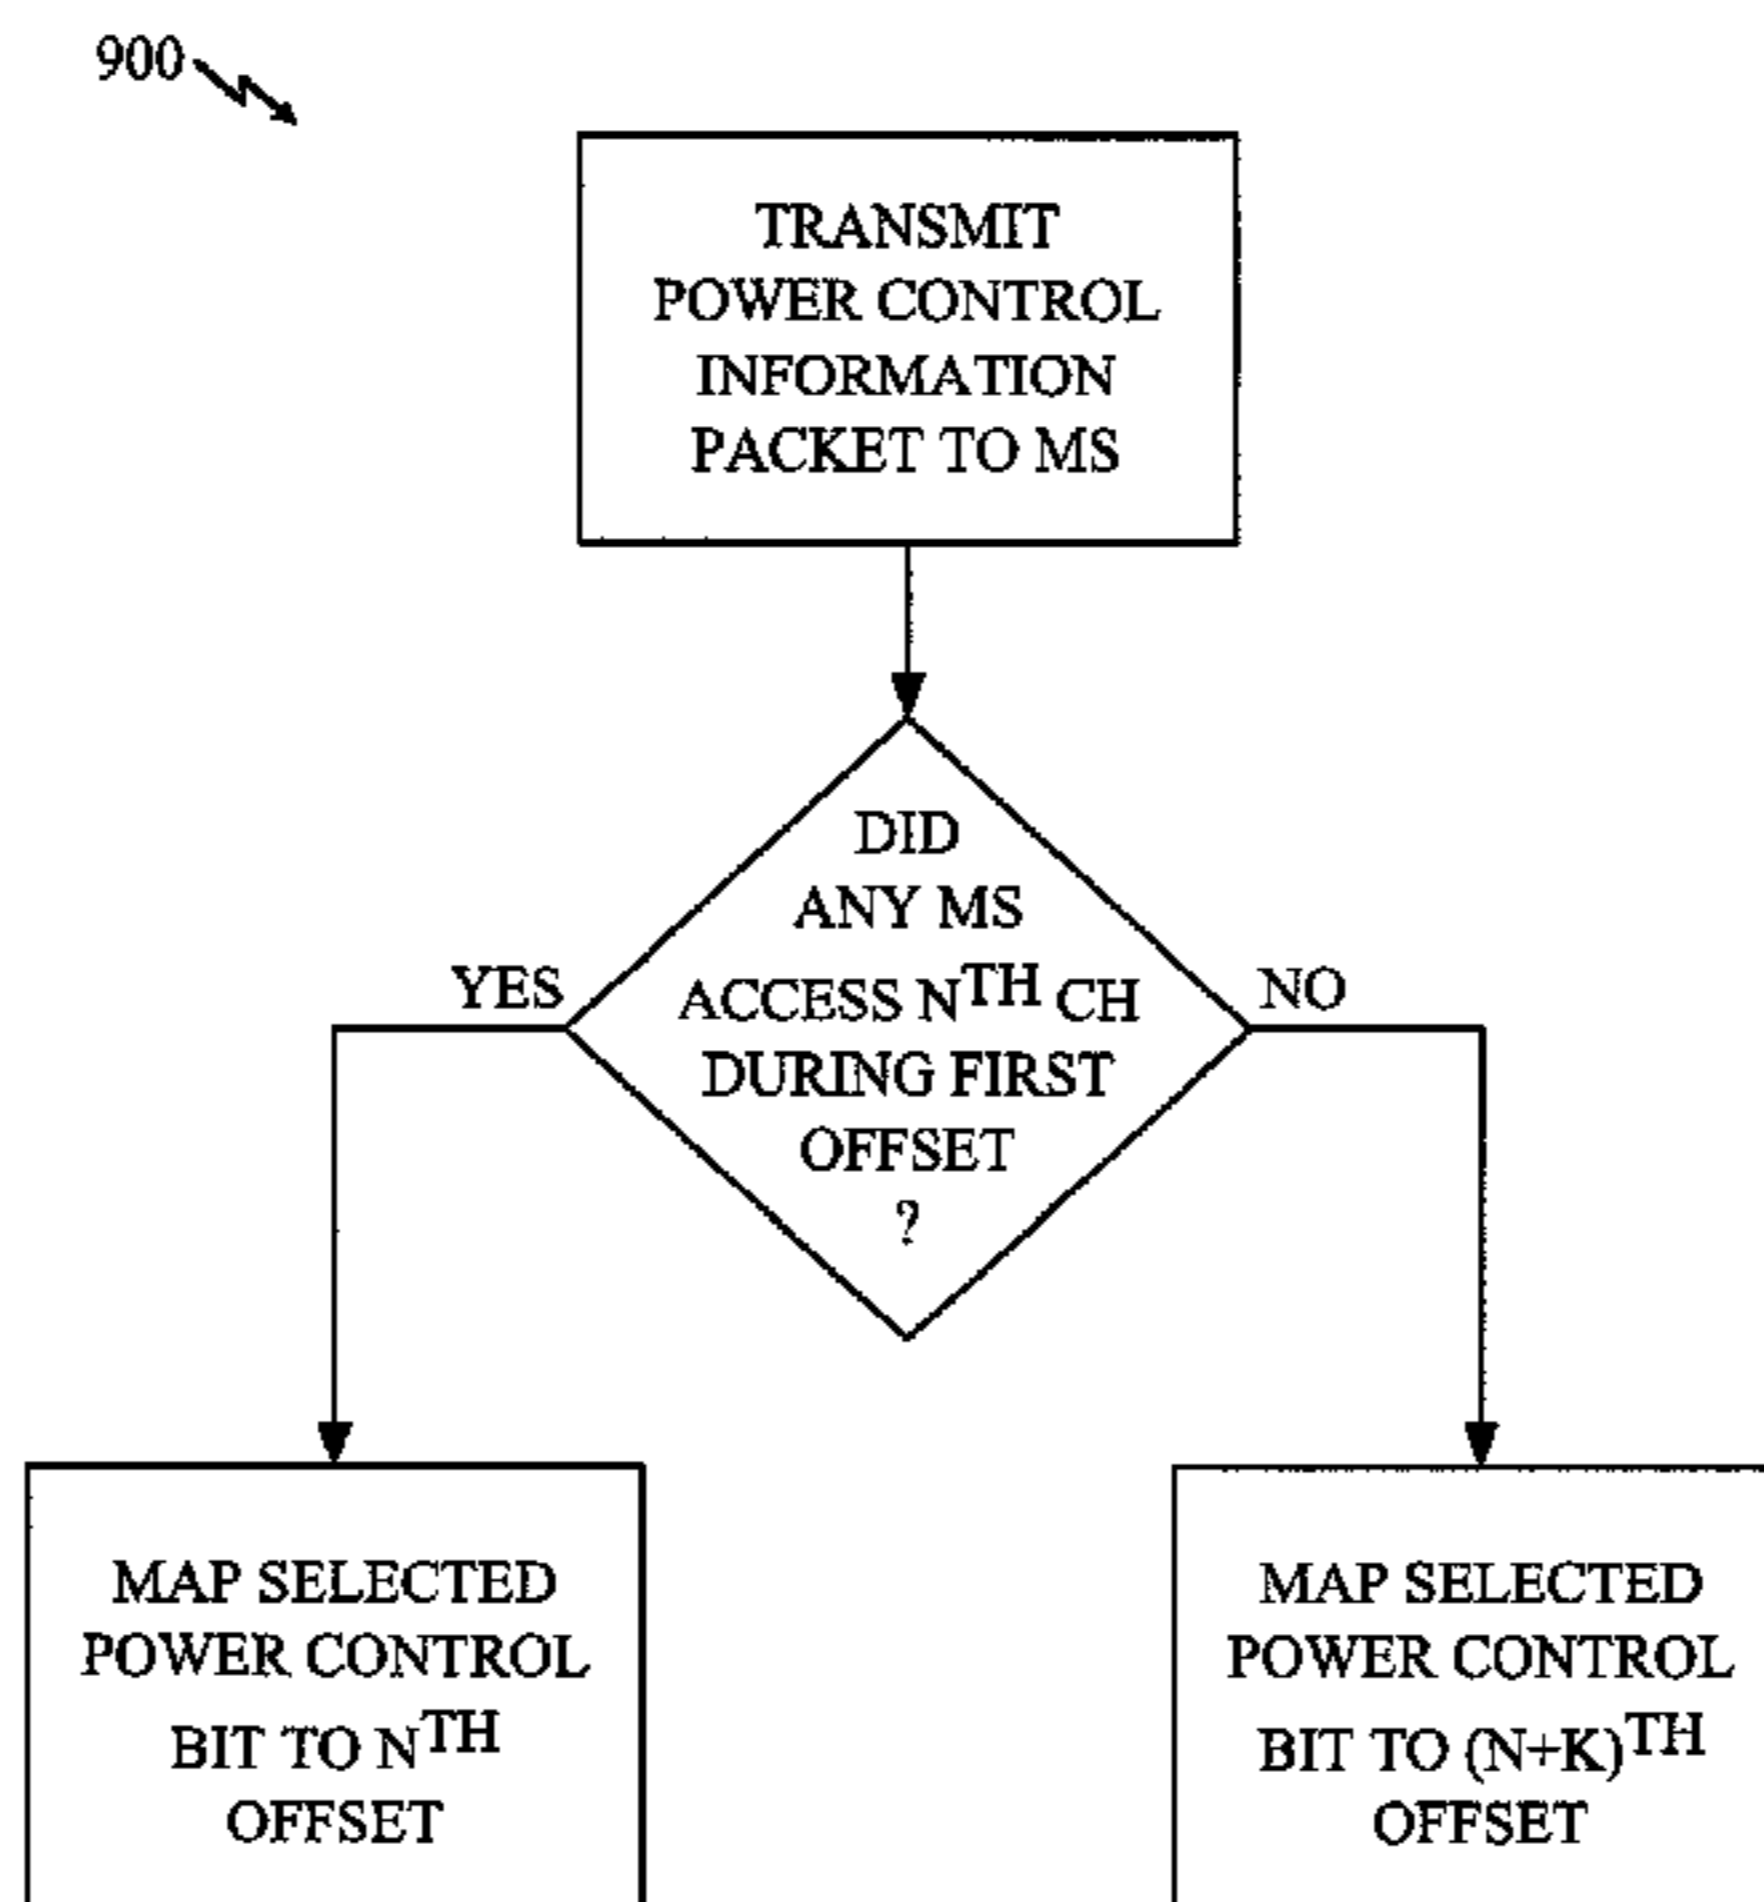 900
TRANSMIT
POWER CONTROL
INFORMATION
PACKET TO MS
DID
ANY MS
ACCESS NTH CH
DURING FIRST
OFFSET
?
YES
NO
MAP SELECTED
POWER CONTROL
BIT TO NTH
OFFSET
MAP SELECTED
POWER CONTROL
BIT TO (N+K)TH
OFFSET